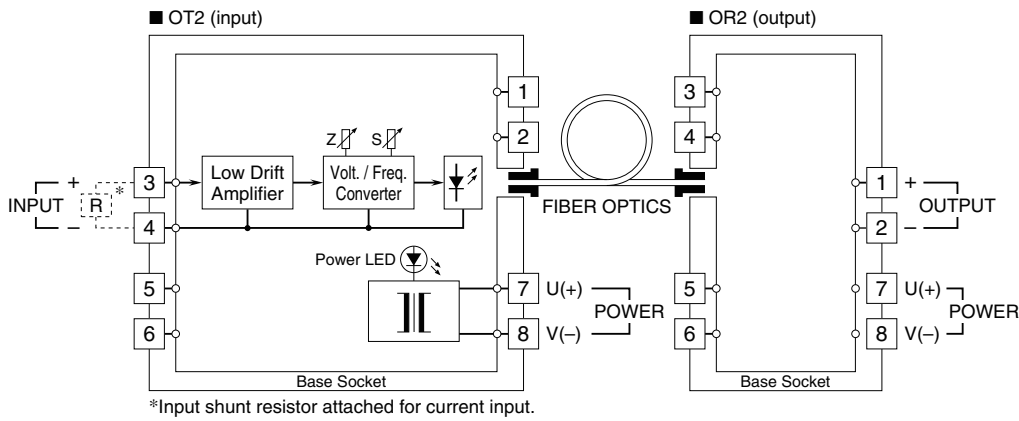 ■ OT2 (input)
■ OR2 (output)
1
2
3
4
Z
S
3
4
5
6
+
–
INPUT
R
*
Low Drift
Amplifier
Volt. / Freq.
Converter
FIBER OPTICS
Power LED
7
8
U(+)
V(–)
POWER
Base Socket
5
6
1
2
+
–
OUTPUT
7
8
U(+)
V(–)
POWER
Base Socket
*Input shunt resistor attached for current input.